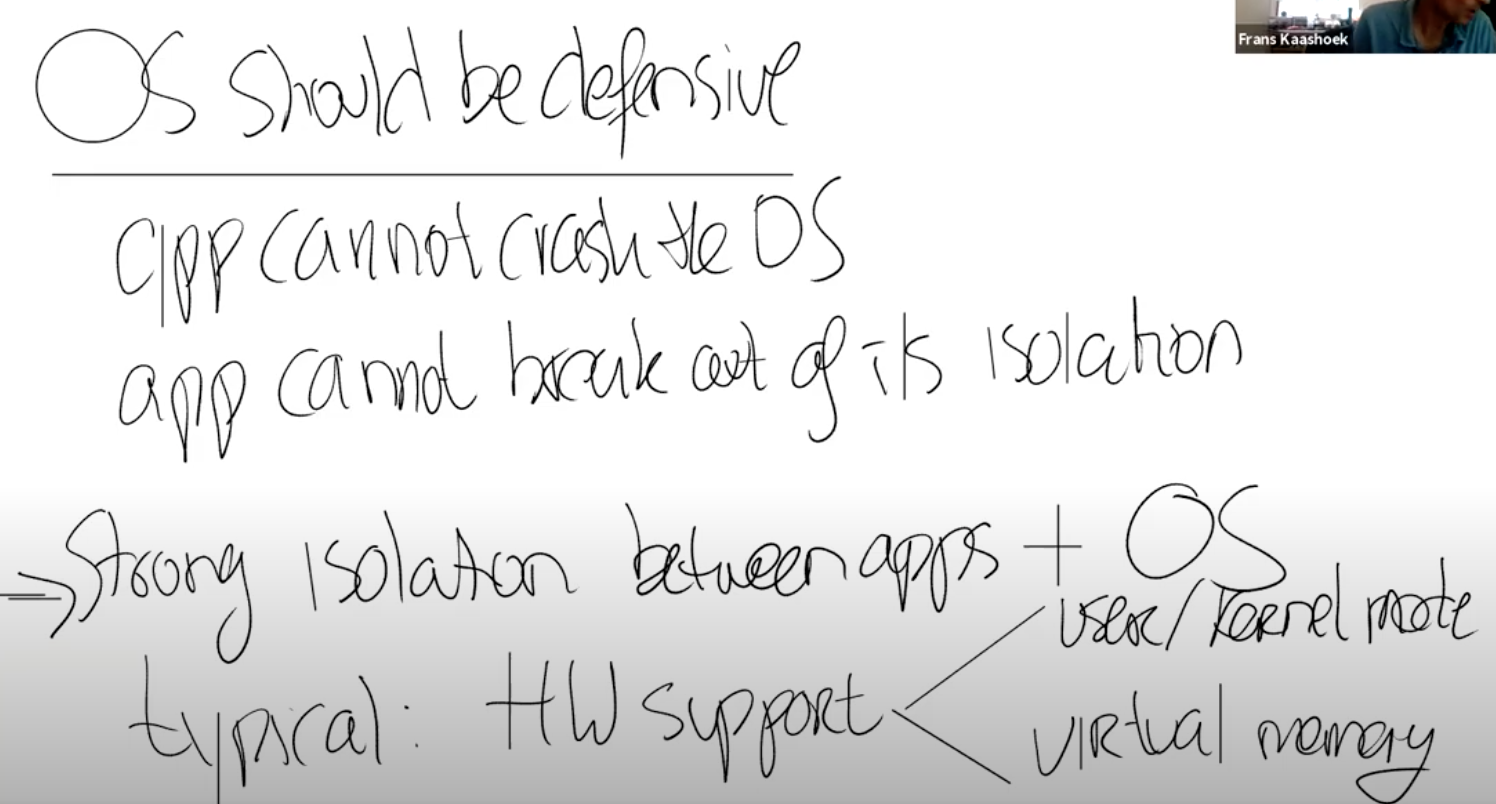 Frans Kaashoek
OS should be defensive
app cannot crash the OS
app cannot break out of its isolation
=> Strong isolation between apps + OS
user/kernel mode
typical: HW support <
virtual memory